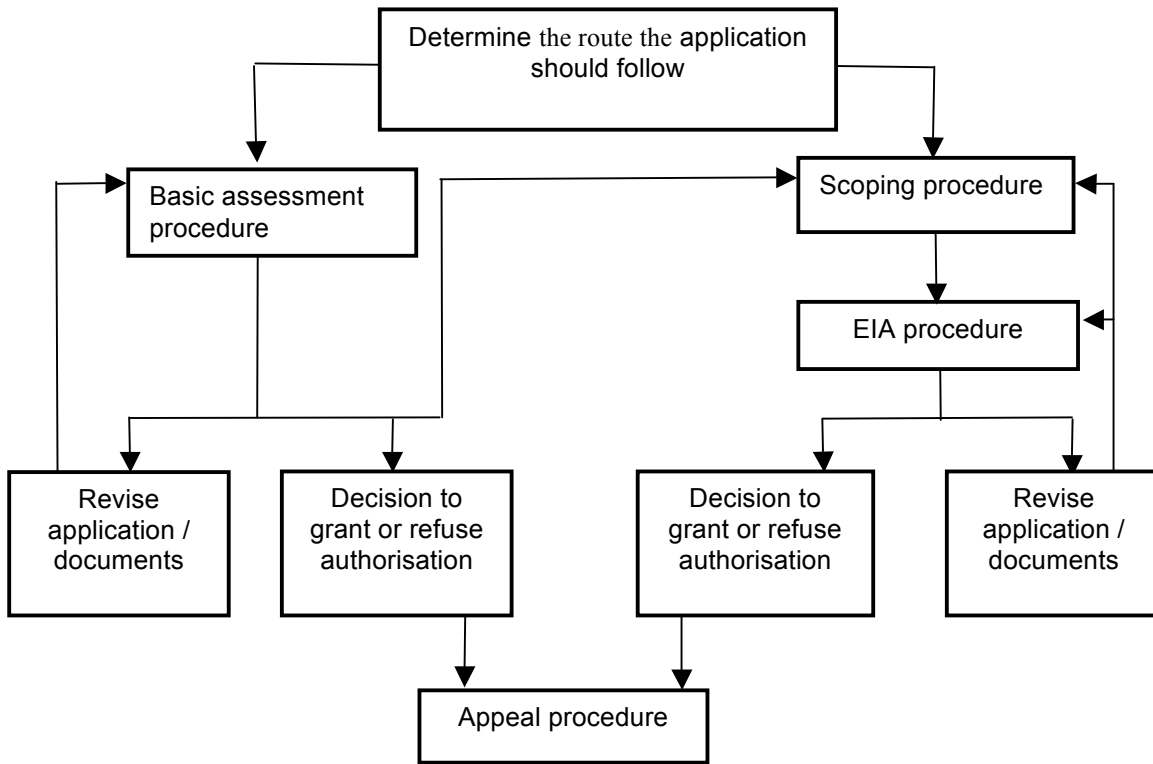 Determine the route the application
should follow
Basic assessment
procedure
Scoping procedure
EIA procedure
Revise
application /
documents
Decision to
grant or refuse
authorisation
Decision to
grant or refuse
authorisation
Revise
application /
documents
Appeal procedure